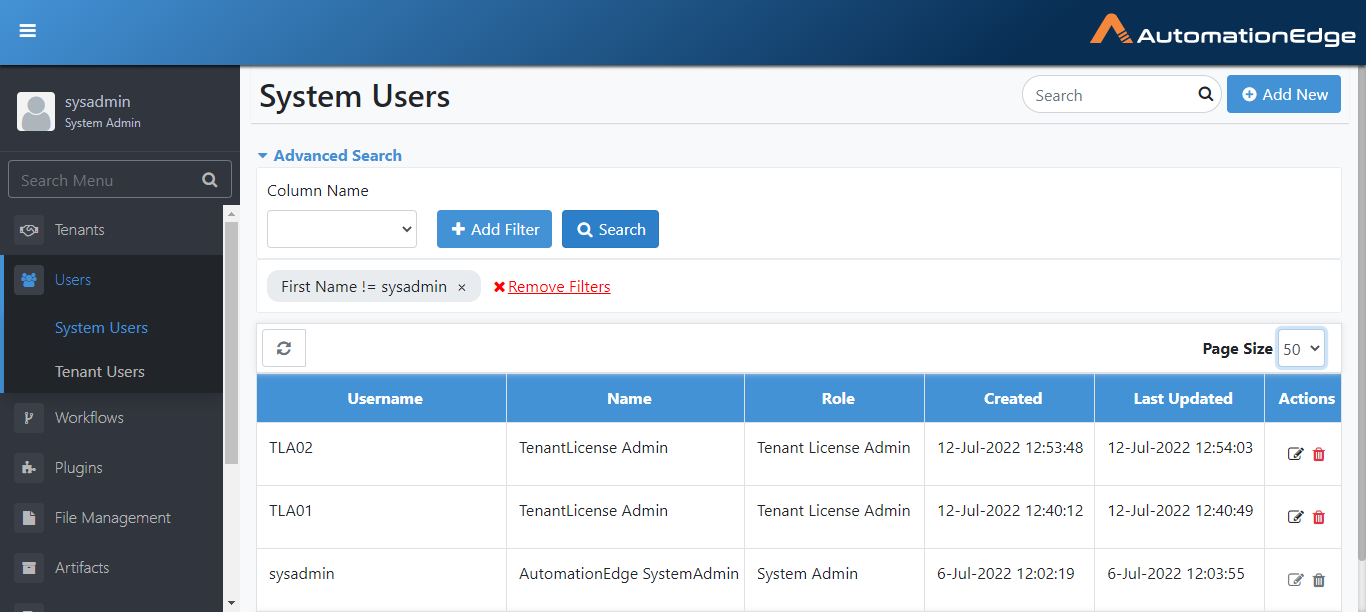 AutomationEdge
sysadmin
System Admin
Search Menu
Tenants
Users
System Users
Tenant Users
Workflows
Plugins
File Management
Artifacts
System Users
Search
Add New
Advanced Search
Column Name
Add Filter
Search
First Name != sysadmin ×
Remove Filters
Page Size 50
Username Name Role Created Last Updated Actions
TLA02 TenantLicense Admin Tenant License Admin 12-Jul-2022 12:53:48 12-Jul-2022 12:54:03
TLA01 TenantLicense Admin Tenant License Admin 12-Jul-2022 12:40:12 12-Jul-2022 12:40:49
sysadmin AutomationEdge SystemAdmin System Admin 6-Jul-2022 12:02:19 6-Jul-2022 12:03:55